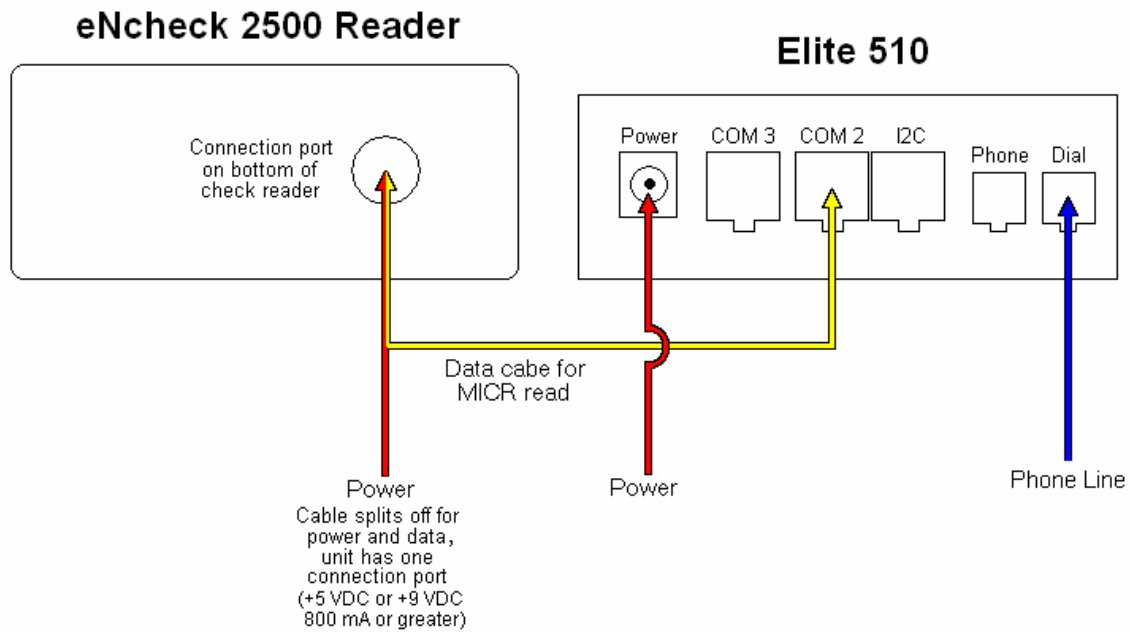 eNcheck 2500 Reader
Elite 510
Connection port
on bottom of
check reader
Power
COM 3
COM 2
I2C
Phone
Dial
Data cabe for
MICR read
Power
Cable splits off for
power and data,
unit has one
connection port
(+5 VDC or +9 VDC
800 mA or greater)
Power
Phone Line